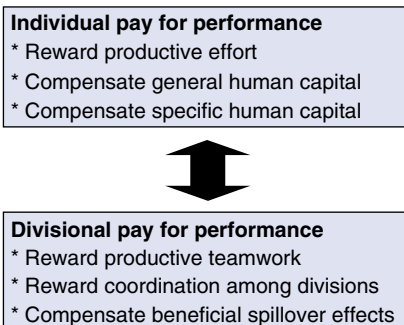 Individual pay for performance
* Reward productive effort
* Compensate general human capital
* Compensate specific human capital
Divisional pay for performance
* Reward productive teamwork
* Reward coordination among divisions
* Compensate beneficial spillover effects